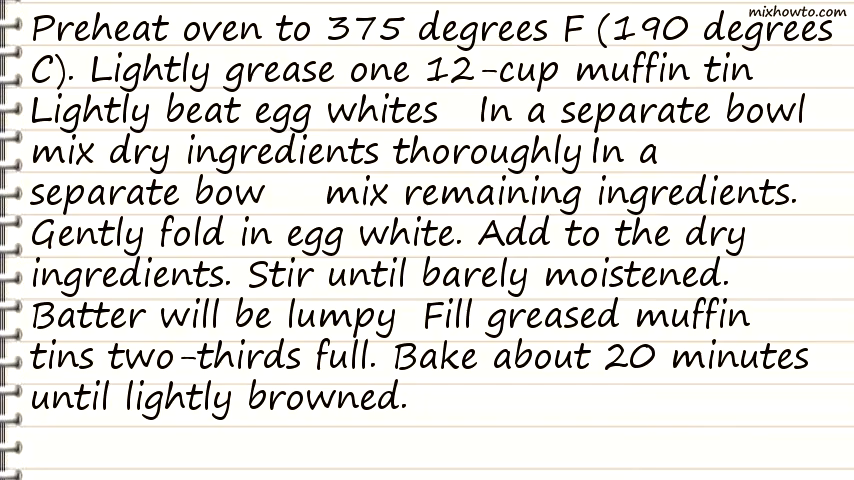 mixhowto.com
Preheat oven to 375 degrees F (190 degrees
C). Lightly grease one 12-cup muffin tin
Lightly beat egg whites In a separate bowl
mix dry ingredients thoroughly In a
separate bow mix remaining ingredients.
Gently fold in egg white. Add to the dry
ingredients. Stir until barely moistened.
Batter will be lumpy Fill greased muffin
tins two-thirds full. Bake about 20 minutes
until lightly browned.